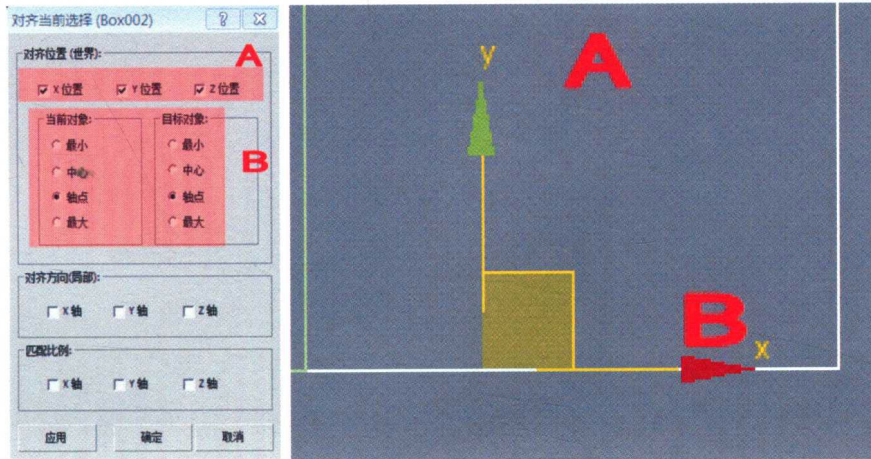 对齐当前选择 (Box002)
对齐位置 (世界):
A
X 位置 Y 位置 Z 位置
当前对象: 目标对象:
最小 最小
中心 中心
B
轴点 轴点
最大 最大
对齐方向(局部):
X 轴 Y 轴 Z 轴
匹配比例:
X 轴 Y 轴 Z 轴
应用 确定 取消
A
y
B
x